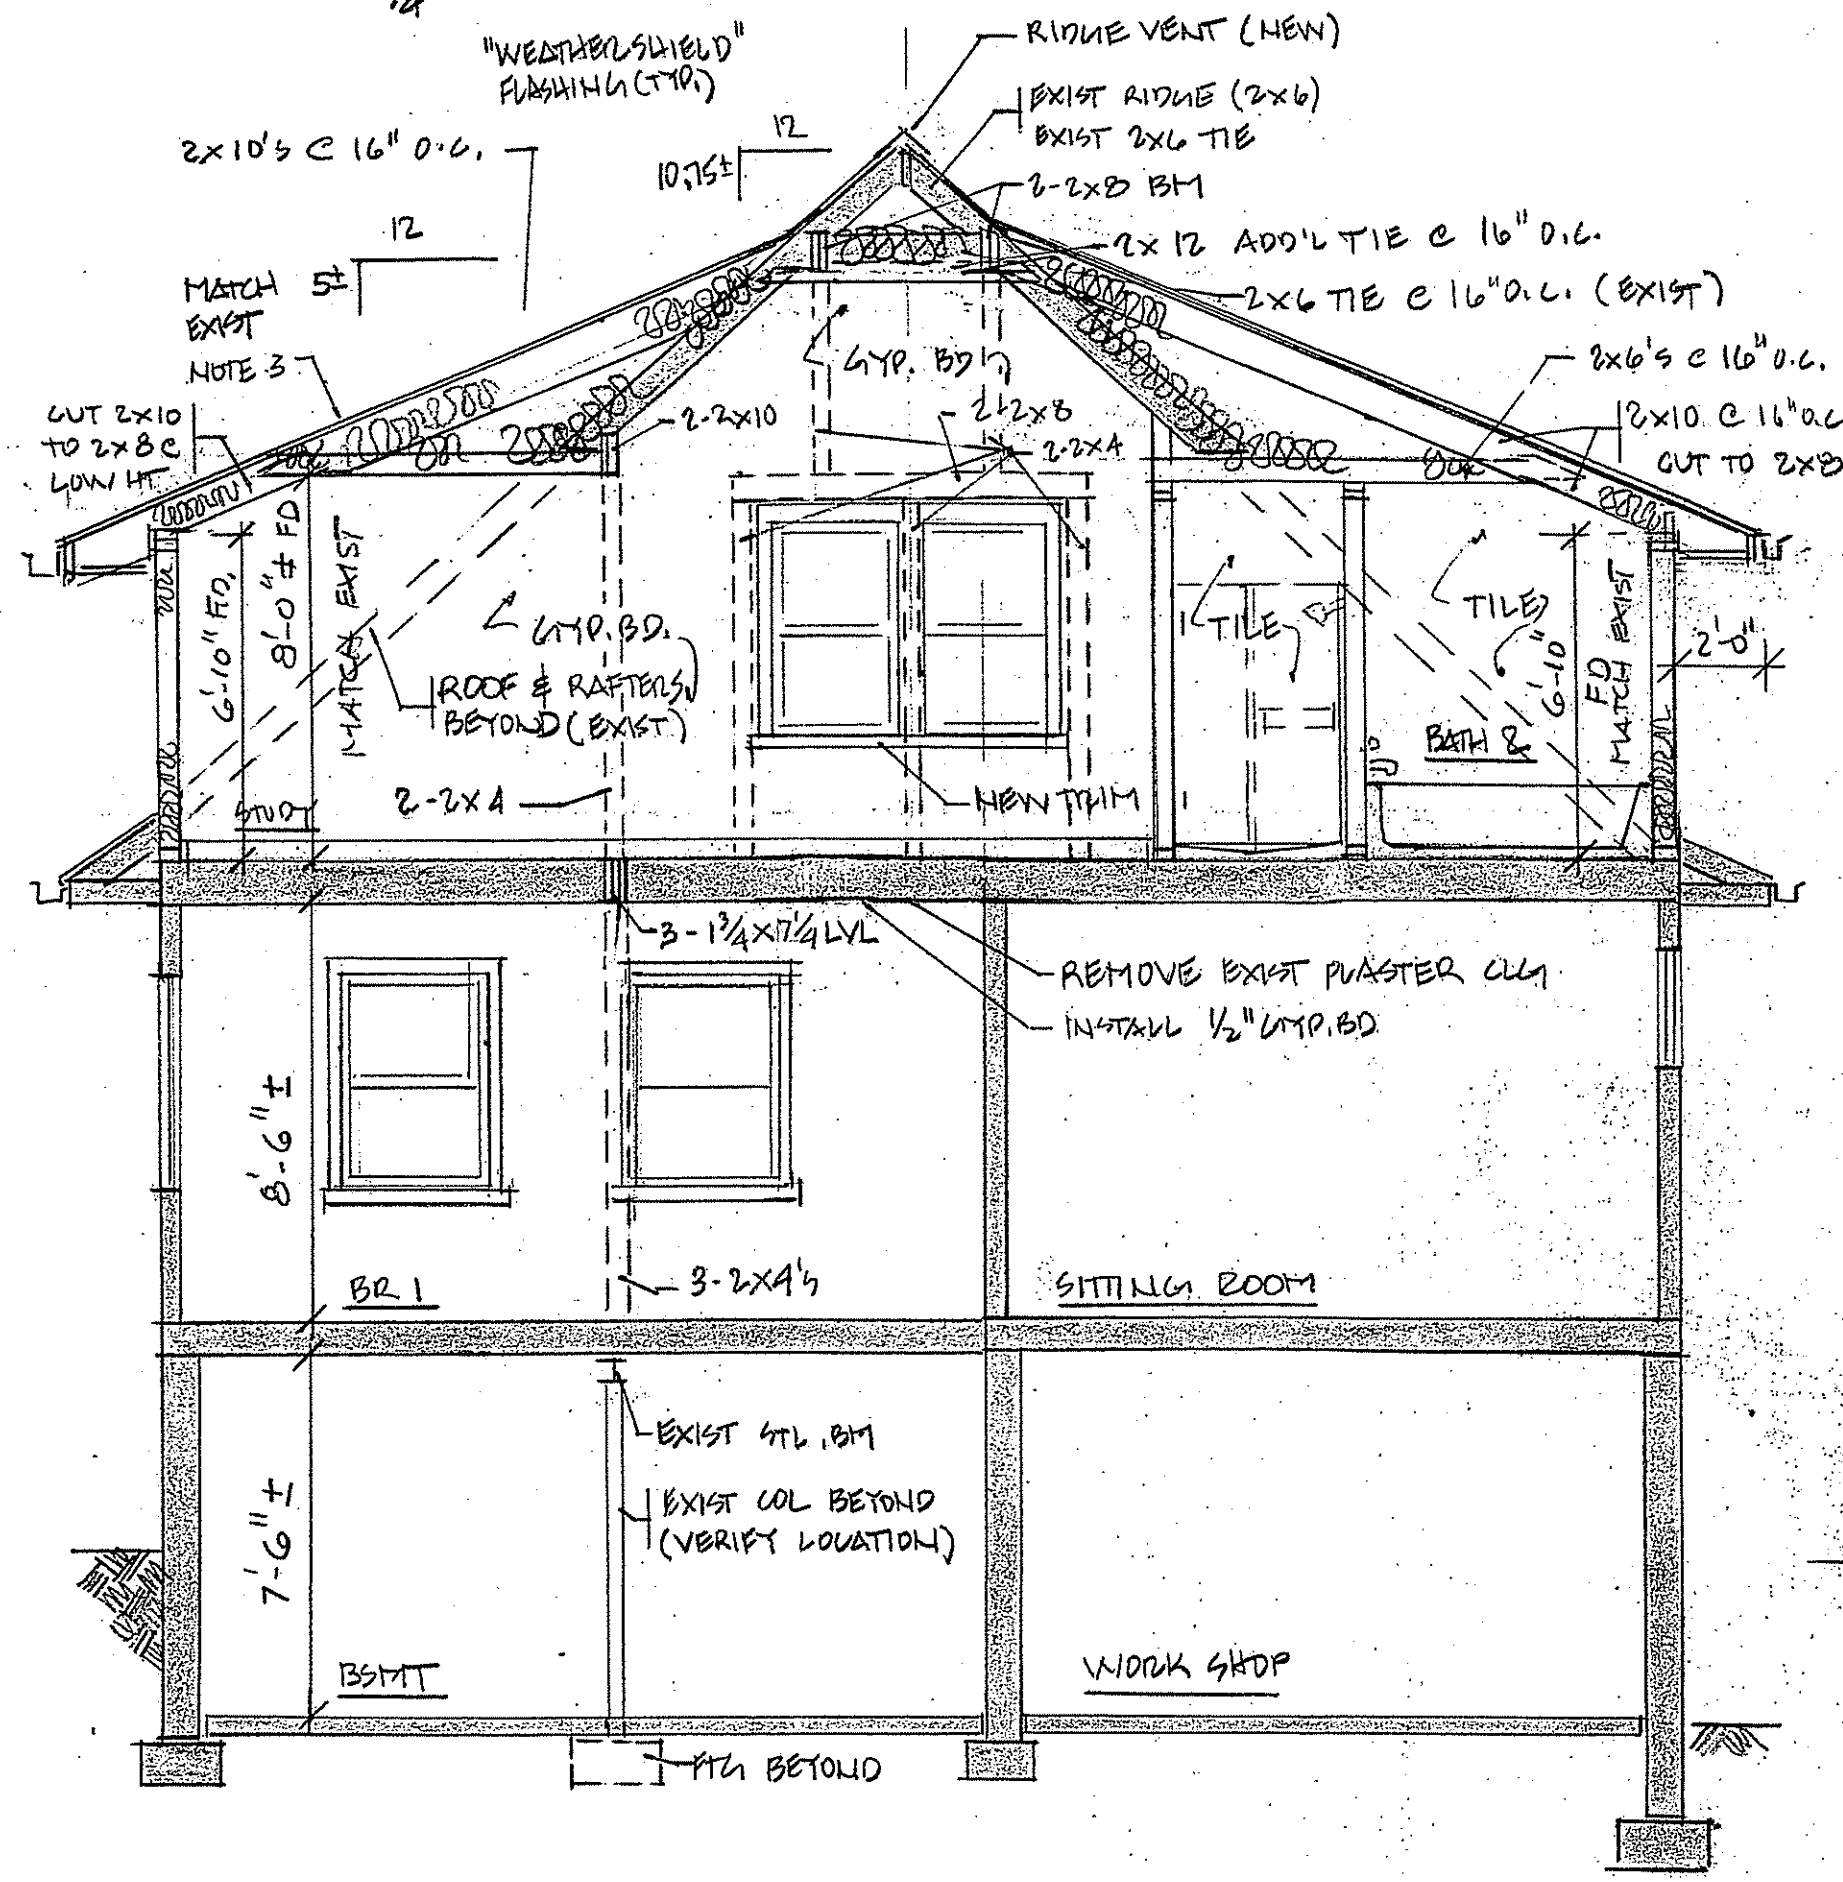 "WEATHERSHIELD"
FLASHING (TYP.)
RIDGE VENT (NEW)
EXIST RIDGE (2x6)
EXIST 2x6 TIE
2x10's @ 16" O.C.
12
10.75±
2-2x8 BM
12
MATCH 5±
EXIST
2x12 ADD'L TIE @ 16" O.C.
2x6 TIE @ 16" O.C. (EXIST)
NOTE 3
GYP. BD.
2x6's @ 16" O.C.
CUT 2x10
TO 2x8 @
LOW HT
2-2x10
2-2x8
2-2x4
2x10 @ 16" O.C
CUT TO 2x8
6'-10" FD.
8'-0" ± FD
MATCH EXIST
GYP. BD.
ROOF & RAFTERS
BEYOND (EXIST)
TILE
TILE
6'-10"
FD
MATCH EXIST
2'-0"
BATH 2
STUDY
2-2x4
NEW TRIM
3-1 3/4 x 7 1/4 LVL
REMOVE EXIST PLASTER CLG
INSTALL 1/2" GYP. BD
8'-6" ±
BR 1
3-2x4's
SITTING ROOM
EXIST STL. BM
EXIST COL BEYOND
(VERIFY LOCATION)
7'-6" ±
BSMT
WORK SHOP
FTG BEYOND